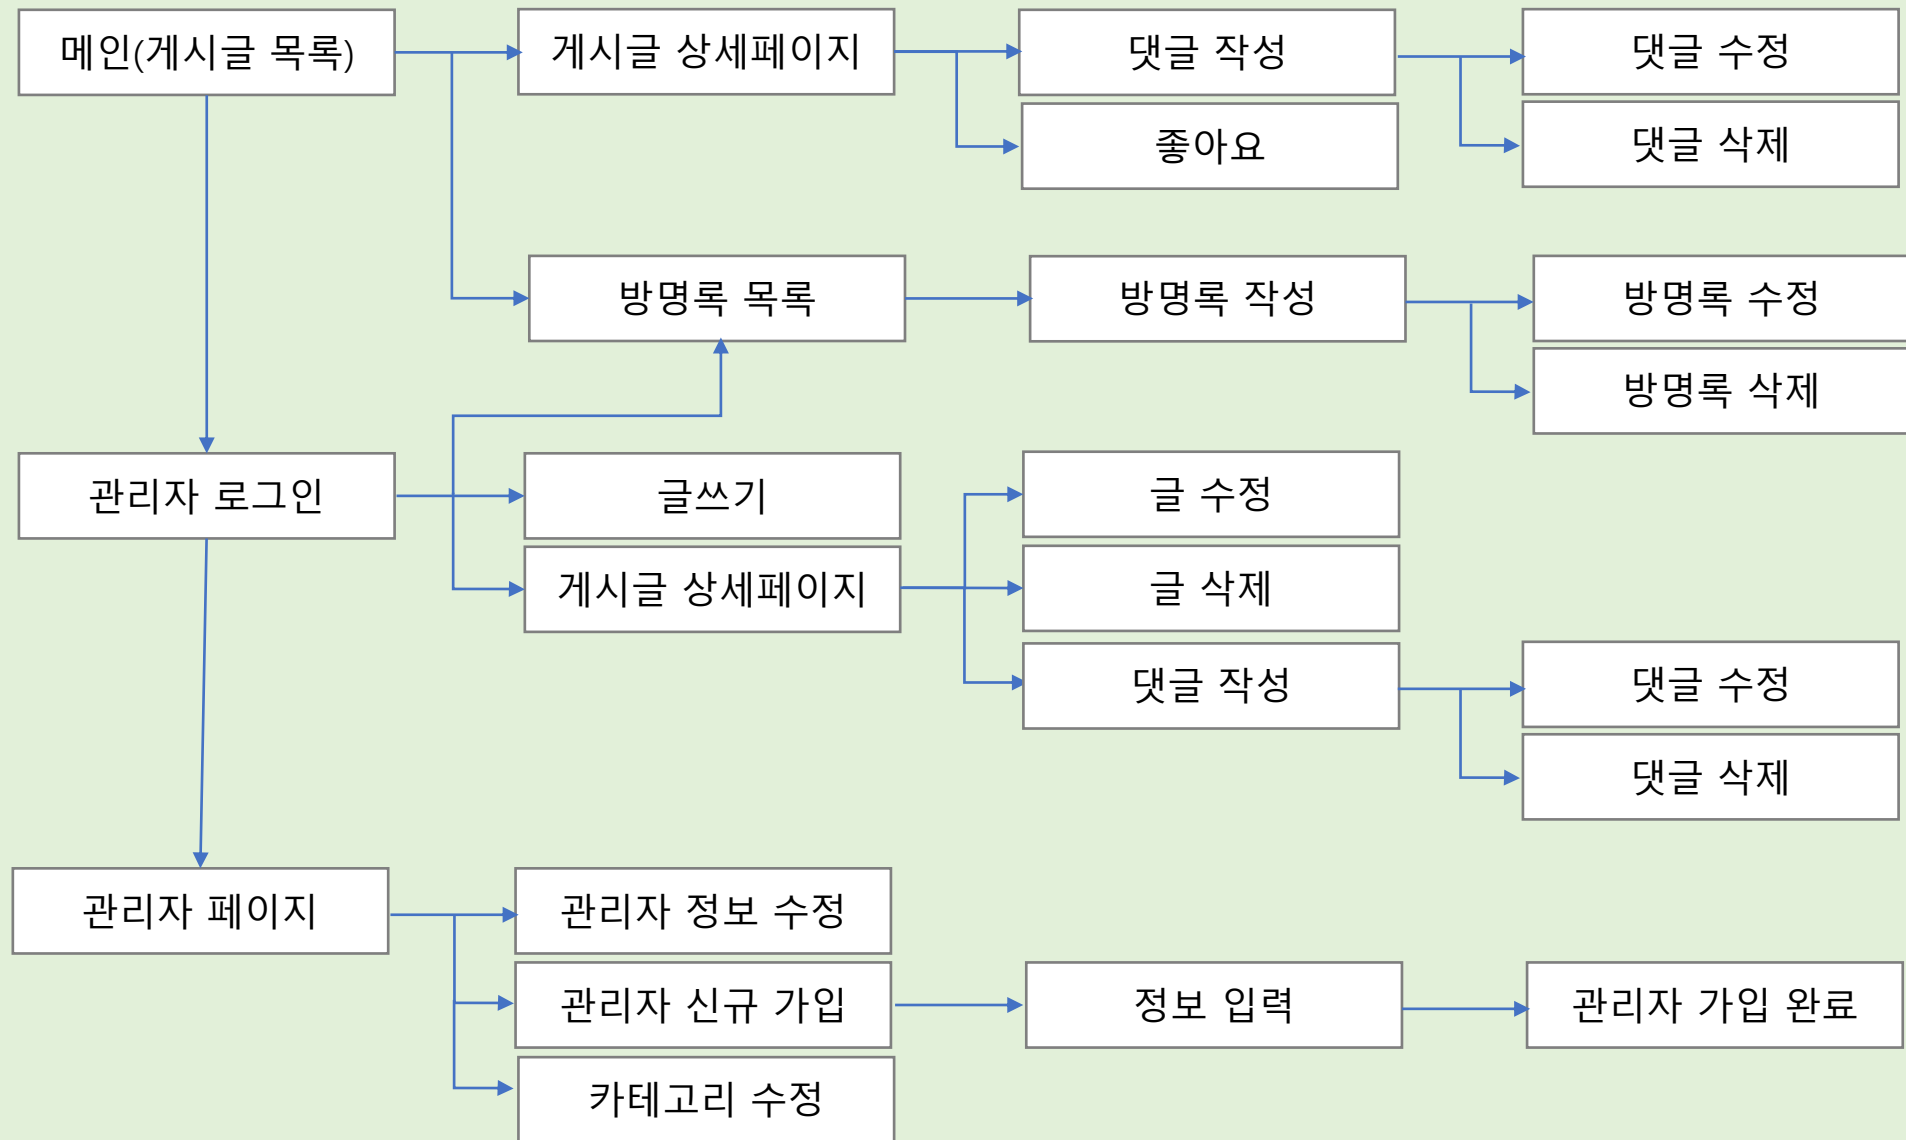 메인(게시글 목록)
게시글 상세페이지
댓글 작성
댓글 수정
좋아요
댓글 삭제
방명록 목록
방명록 작성
방명록 수정
방명록 삭제
관리자 로그인
글쓰기
글 수정
게시글 상세페이지
글 삭제
댓글 작성
댓글 수정
댓글 삭제
관리자 페이지
관리자 정보 수정
관리자 신규 가입
정보 입력
관리자 가입 완료
카테고리 수정